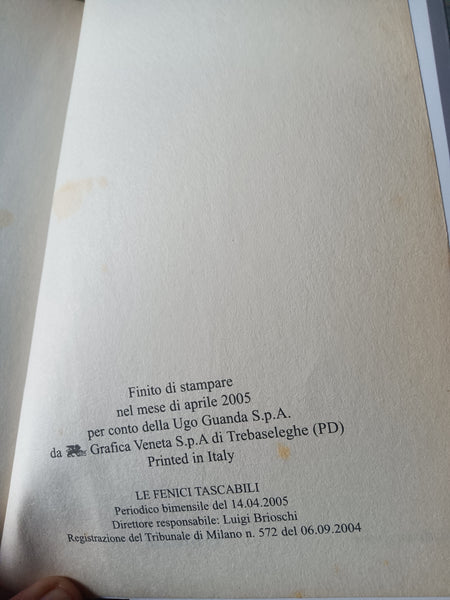 Finito di stampare
nel mese di aprile 2005
per conto della Ugo Guanda S.p.A.
da Grafica Veneta S.p.A di Trebaseleghe (PD)
Printed in Italy
LE FENICI TASCABILI
Periodico bimensile del 14.04.2005
Direttore responsabile: Luigi Brioschi
Registrazione del Tribunale di Milano n. 572 del 06.09.2004